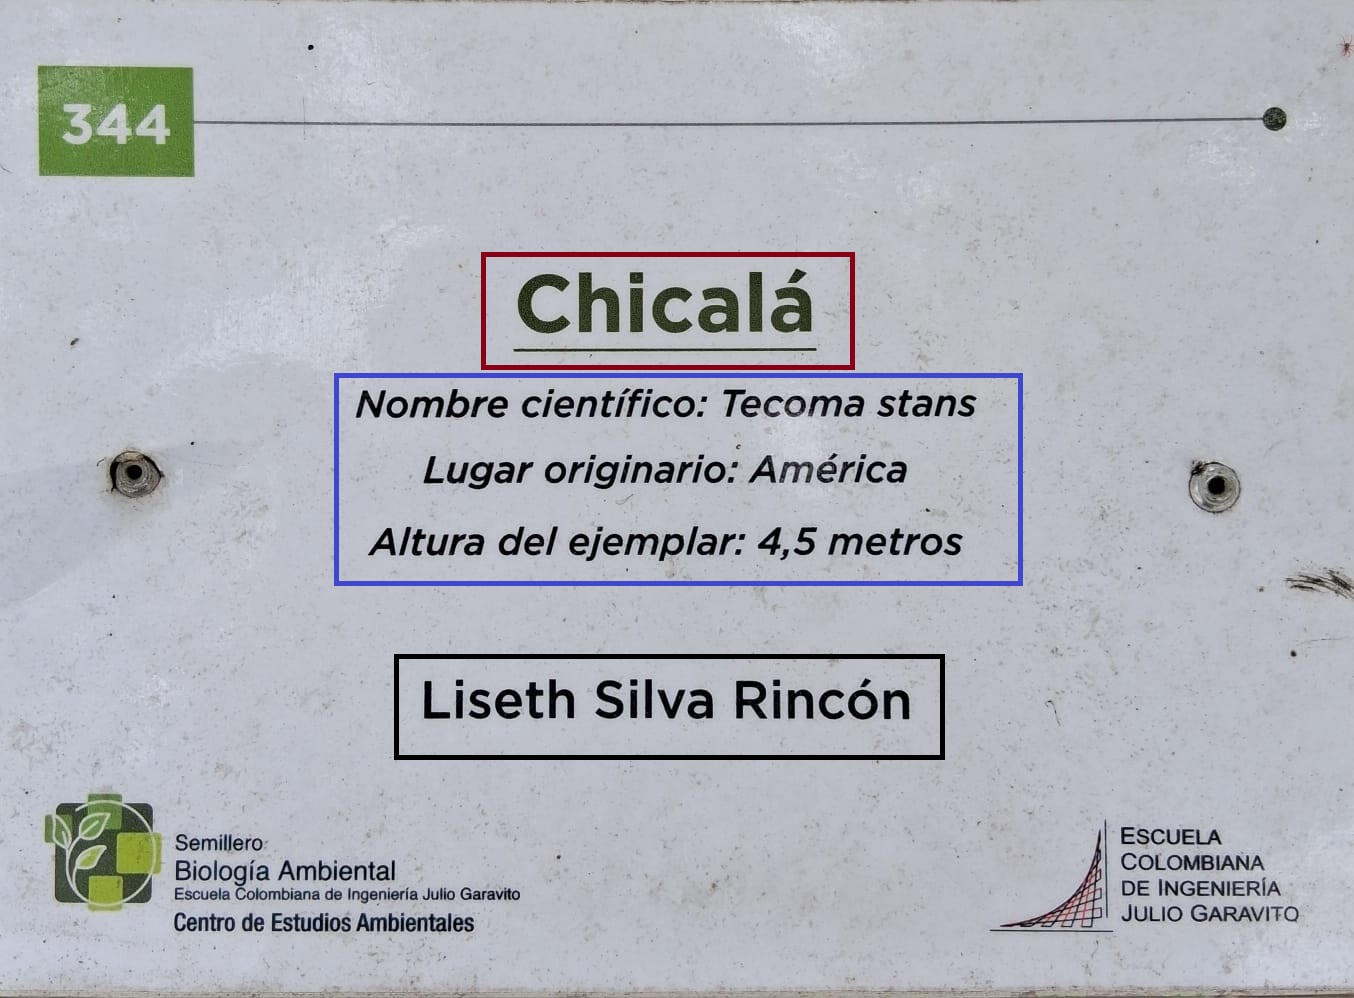 344
Chicalá
Nombre científico: Tecoma stans
Lugar originario: América
Altura del ejemplar: 4,5 metros
Liseth Silva Rincón
Semillero
Biología Ambiental
Escuela Colombiana de Ingeniería Julio Garavito
Centro de Estudios Ambientales
ESCUELA
COLOMBIANA
DE INGENIERÍA
JULIO GARAVITO